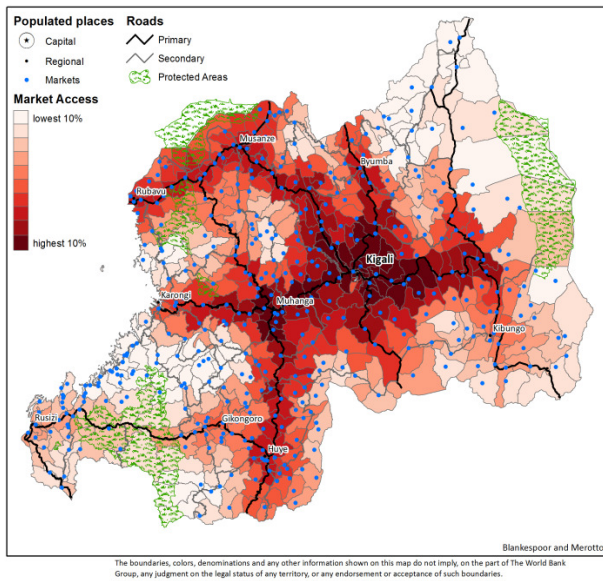 Populated places
Capital
Regional
Markets
Roads
Primary
Secondary
Protected Areas
Market Access
lowest 10%
highest 10%
Musanze
Byumba
Rubavu
Kigali
Karongi
Muhanga
Kibungo
Rusizi
Gikongoro
Huye
Blankespoor and Merotto
The boundaries, colors, denominations and any other information shown on this map do not imply, on the part of The World Bank
Group, any judgment on the legal status of any territory, or any endorsement or acceptance of such boundaries.